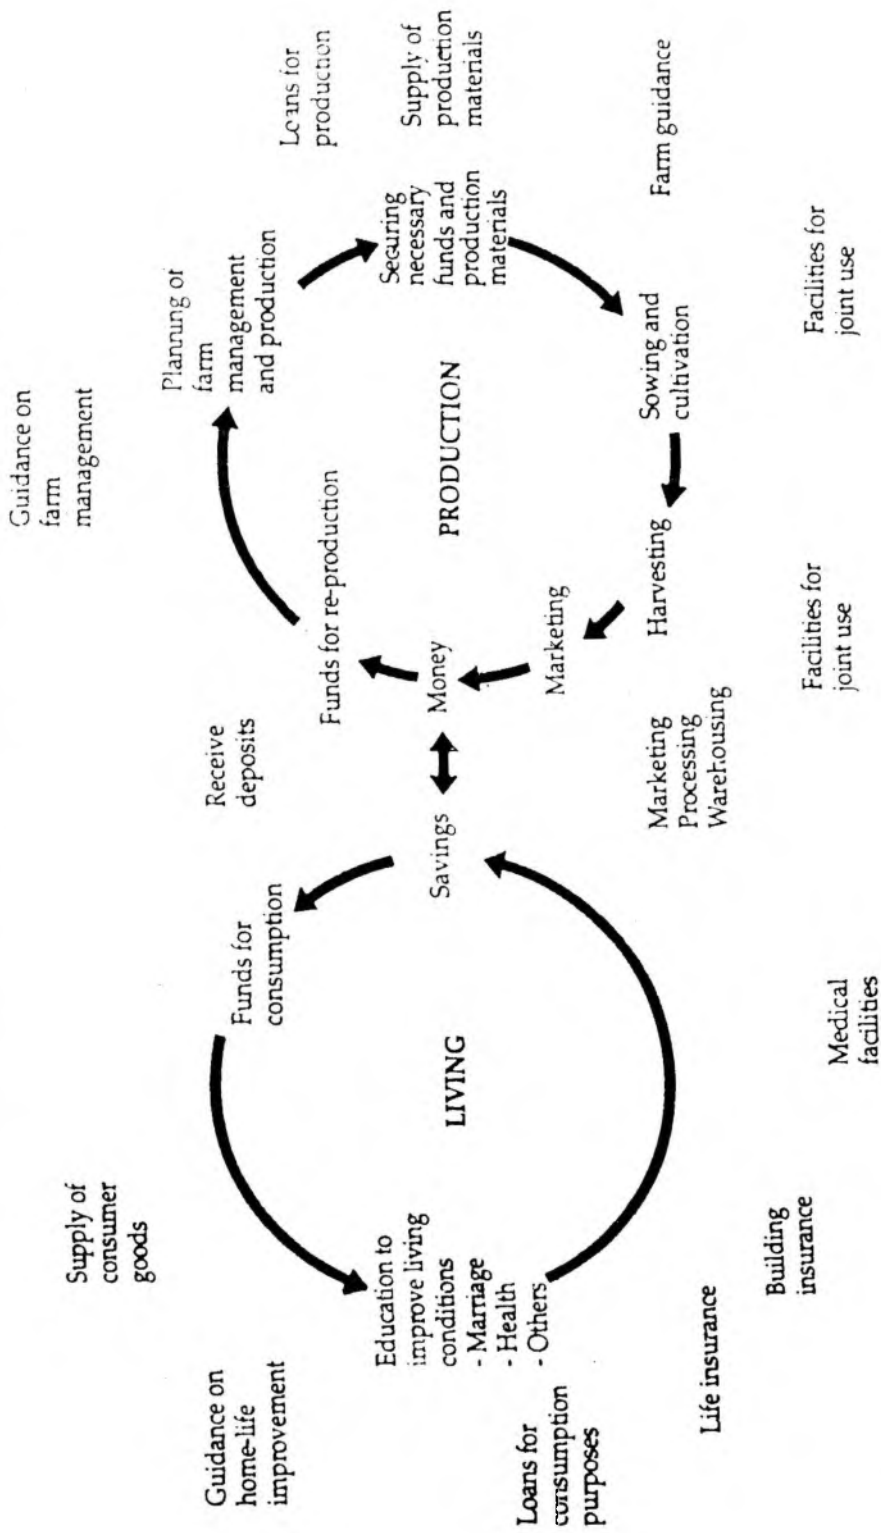 Guidance on
farm
management
Planning of
farm
management
and production
Loans for
production
Supply of
production
materials
Securing
necessary
funds and
production
materials
Farm guidance
Sowing and
cultivation
Facilities for
joint use
Harvesting
Facilities for
joint use
Marketing
Marketing
Processing
Warehousing
Money
Funds for re-production
PRODUCTION
Receive
deposits
Savings
Funds for
consumption
LIVING
Supply of
consumer
goods
Guidance on
home-life
improvement
Education to
improve living
conditions
- Marriage
- Health
- Others
Loans for
consumption
purposes
Life insurance
Building
insurance
Medical
facilities